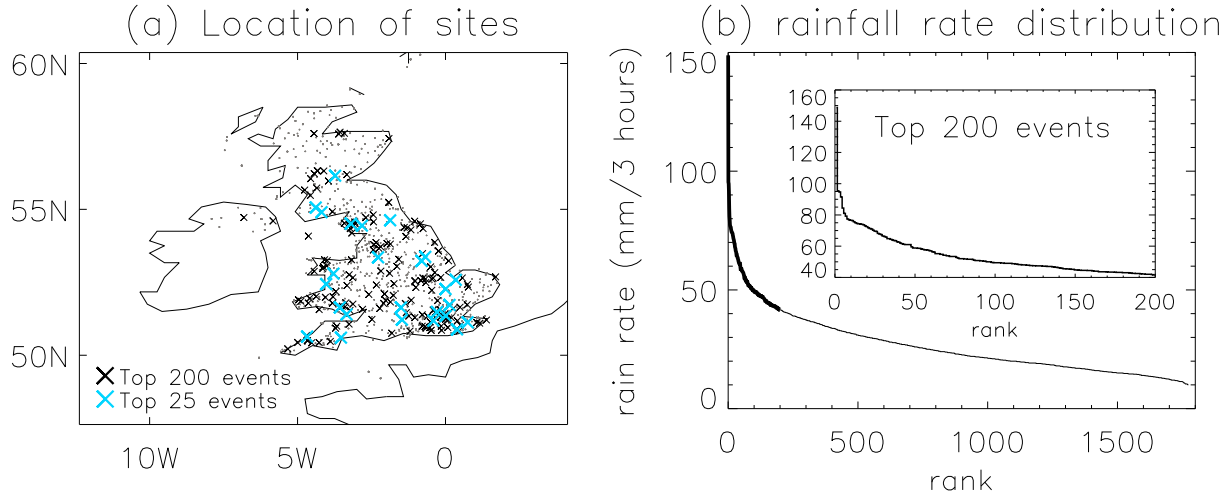 (a) Location of sites
60N
55N
50N
Top 200 events
Top 25 events
10W
5W
0
(b) rainfall rate distribution
rain rate (mm/3 hours)
150
100
50
0
0
500
1000
1500
rank
Top 200 events
160
140
120
100
80
60
40
0
50
100
150
200
rank